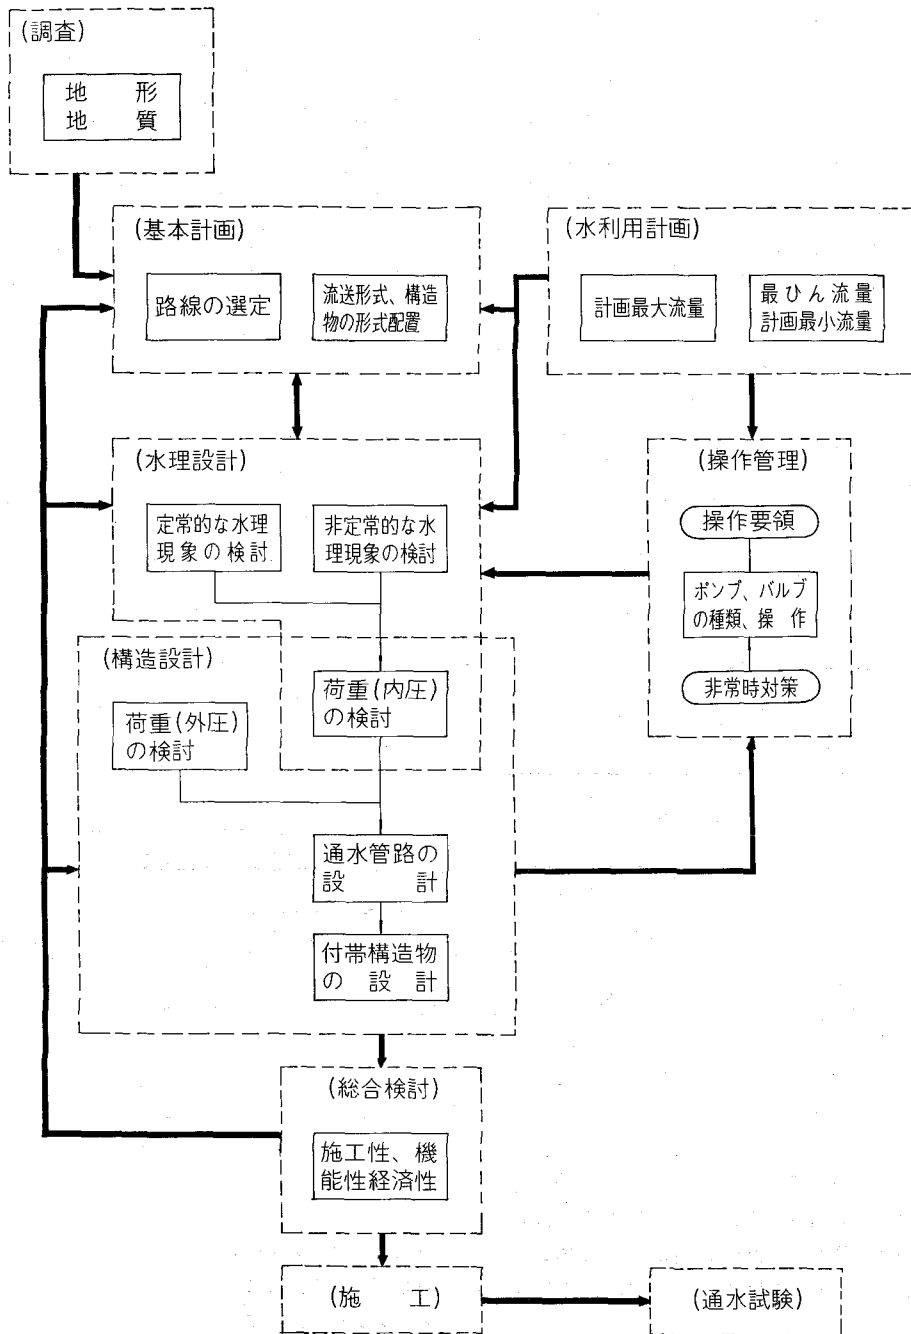 (調査)
地形
地質
(基本計画)
路線の選定
流送形式、構造
物の形式配置
(水利用計画)
計画最大流量
最ひん流量
計画最小流量
(水理設計)
定常的な水理
現象の検討
非定常的な水
理現象の検討
(操作管理)
操作要領
ポンプ、バルブ
の種類、操作
非常時対策
(構造設計)
荷重(外圧)
の検討
荷重(内圧)
の検討
通水管路の
設計
付帯構造物
の設計
(総合検討)
施工性、機
能性経済性
(施工)
(通水試験)